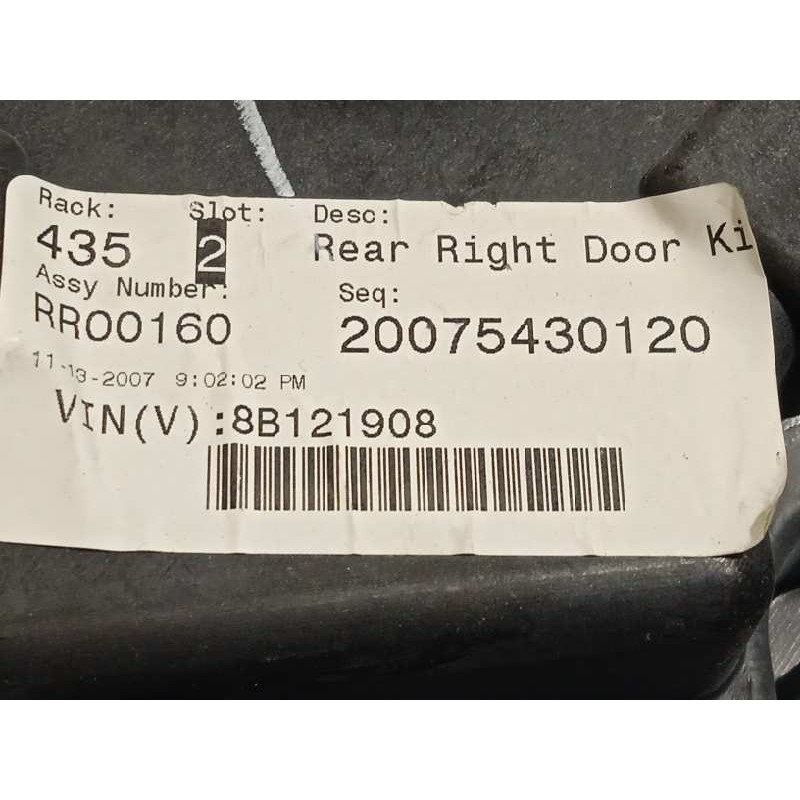 Rack: Slot: Desc:
435 2 Rear Right Door Ki
Assy Number: Seq:
RR00160 20075430120
11-13-2007 9:02:02 PM
VIN(V):8B121908